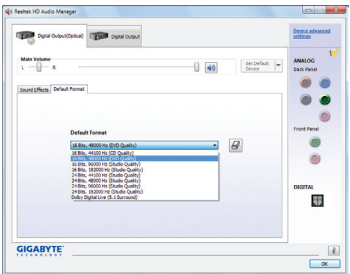 Realtek HD Audio Manager
Digital Output(Optical)
Digital Output
Device advanced
settings
Main Volume
L
R
Set Default
Device
ANALOG
Back Panel
Sound Effects
Default Format
Default Format
16 Bits, 48000 Hz (DVD Quality)
16 Bits, 44100 Hz (CD Quality)
16 Bits, 48000 Hz (DVD Quality)
16 Bits, 96000 Hz (Studio Quality)
16 Bits, 192000 Hz (Studio Quality)
24 Bits, 44100 Hz (Studio Quality)
24 Bits, 48000 Hz (Studio Quality)
24 Bits, 96000 Hz (Studio Quality)
24 Bits, 192000 Hz (Studio Quality)
Dolby Digital Live (5.1 Surround)
Front Panel
DIGITAL
GIGABYTE
TECHNOLOGY
i
OK